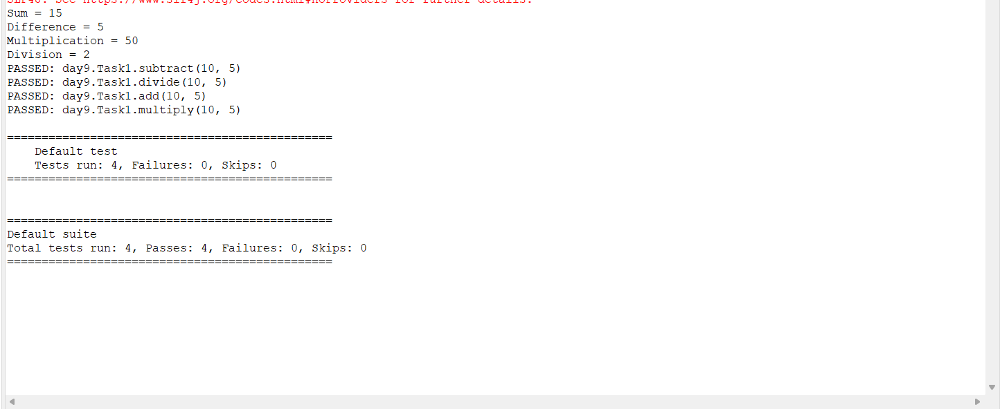 SLF4J: See https://www.slf4j.org/codes.html#noProviders for further details.
Sum = 15
Difference = 5
Multiplication = 50
Division = 2
PASSED: day9.Task1.subtract(10, 5)
PASSED: day9.Task1.divide(10, 5)
PASSED: day9.Task1.add(10, 5)
PASSED: day9.Task1.multiply(10, 5)
===============================================
    Default test
    Tests run: 4, Failures: 0, Skips: 0
===============================================
===============================================
Default suite
Total tests run: 4, Passes: 4, Failures: 0, Skips: 0
===============================================